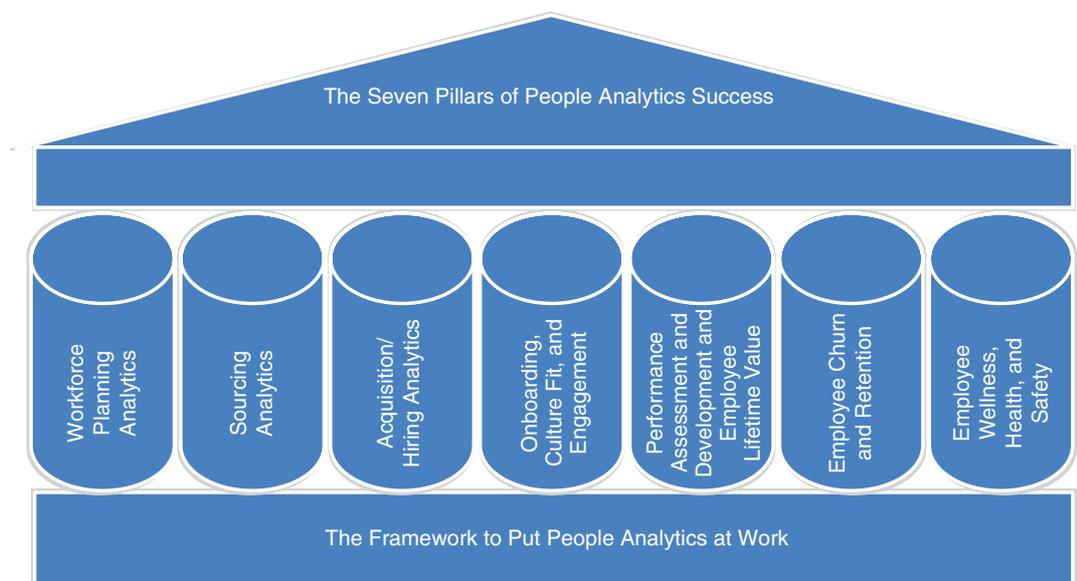 The Seven Pillars of People Analytics Success
Workforce
Planning
Analytics
Sourcing
Analytics
Acquisition/
Hiring Analytics
Onboarding,
Culture Fit, and
Engagement
Performance
Assessment and
Development and
Employee
Lifetime Value
Employee Churn
and Retention
Employee
Wellness,
Health, and
Safety
The Framework to Put People Analytics at Work